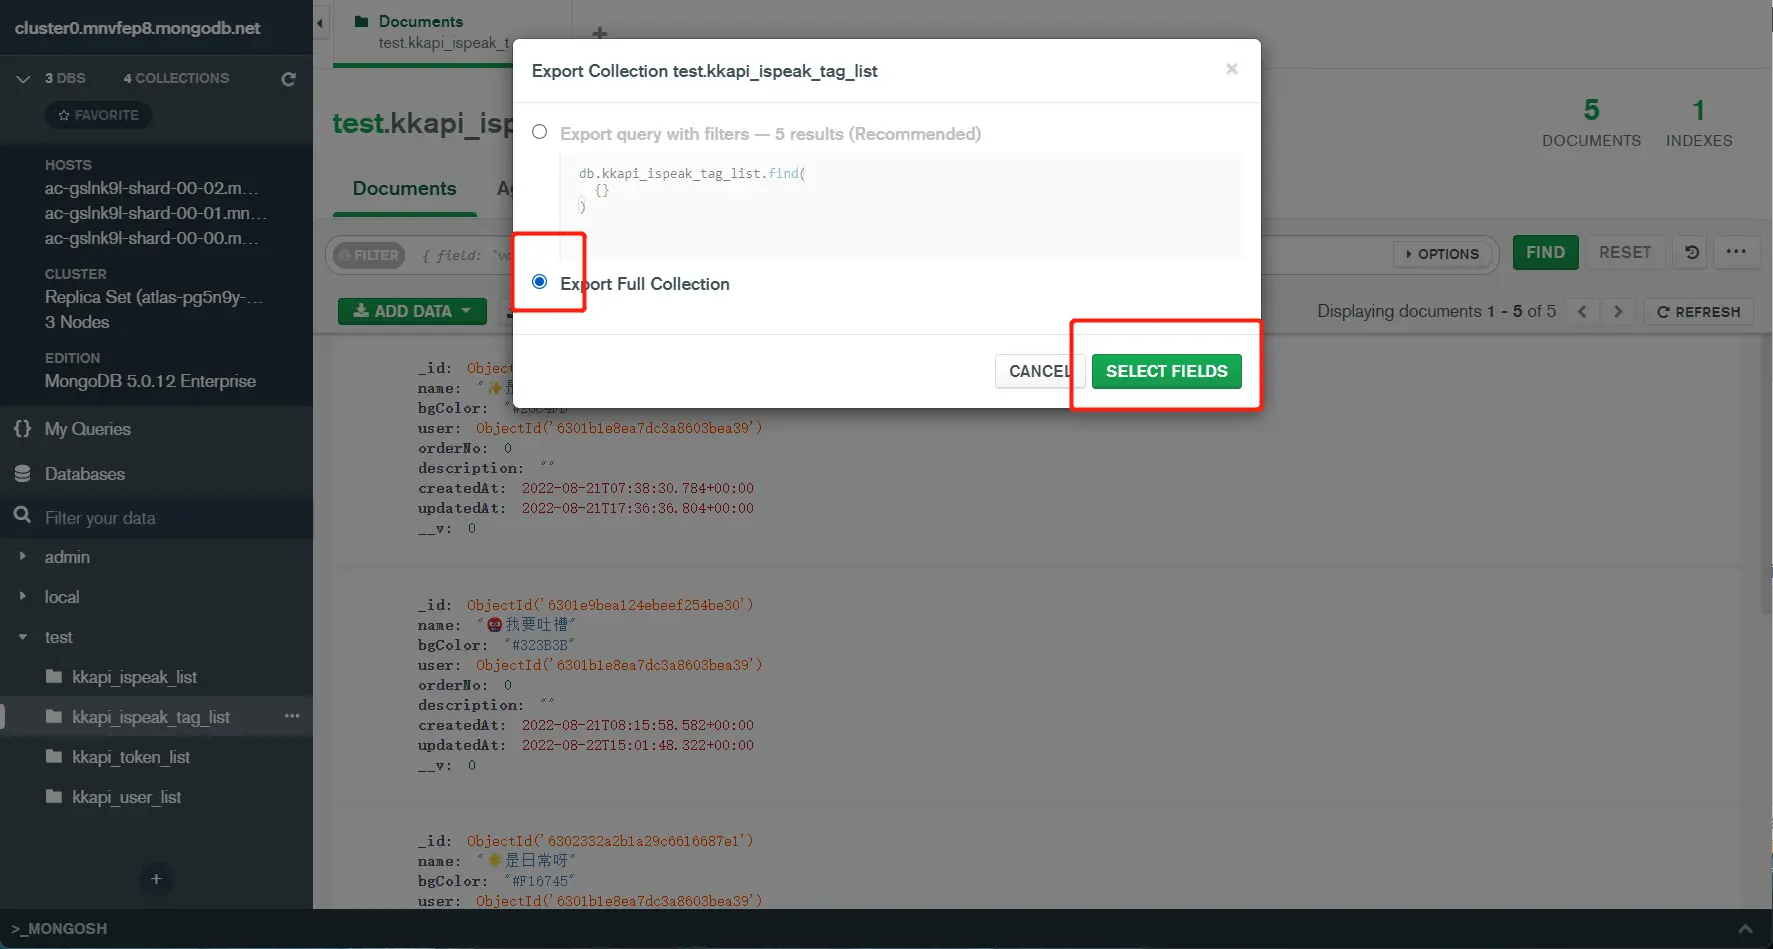 cluster0.mnvfep8.mongodb.net
3 DBS 4 COLLECTIONS
FAVORITE
HOSTS
ac-gslnk9l-shard-00-02.m...
ac-gslnk9l-shard-00-01.mn...
ac-gslnk9l-shard-00-00.m...
CLUSTER
Replica Set (atlas-pg5n9y-...
3 Nodes
EDITION
MongoDB 5.0.12 Enterprise
{} My Queries
Databases
Filter your data
admin
local
test
kkapi_ispeak_list
kkapi_ispeak_tag_list ...
kkapi_token_list
kkapi_user_list
+
>_MONGOSH
Documents
test.kkapi_ispeak_t
+
test.kkapi_isp
5
DOCUMENTS
1
INDEXES
Documents
FILTER { field: 'va
OPTIONS
FIND
RESET
...
ADD DATA
Displaying documents 1 - 5 of 5
REFRESH
Export Collection test.kkapi_ispeak_tag_list
×
Export query with filters — 5 results (Recommended)
db.kkapi_ispeak_tag_list.find(
{}
)
Export Full Collection
CANCEL
SELECT FIELDS
_id: Objec
name: "✨是
bgColor:
user: ObjectId('6301b1e8ea7dc3a8603bea39')
orderNo: 0
description: ""
createdAt: 2022-08-21T07:38:30.784+00:00
updatedAt: 2022-08-21T17:36:36.804+00:00
__v: 0
_id: ObjectId('6301e9bea124ebeef254be30')
name: "👹我要吐槽"
bgColor: "#323B3B"
user: ObjectId('6301b1e8ea7dc3a8603bea39')
orderNo: 0
description: ""
createdAt: 2022-08-21T08:15:58.582+00:00
updatedAt: 2022-08-22T15:01:48.322+00:00
__v: 0
_id: ObjectId('6302332a2b1a29c6616687e1')
name: "🌟是日常呀"
bgColor: "#F16745"
user: ObjectId('6301b1e8ea7dc3a8603bea39')